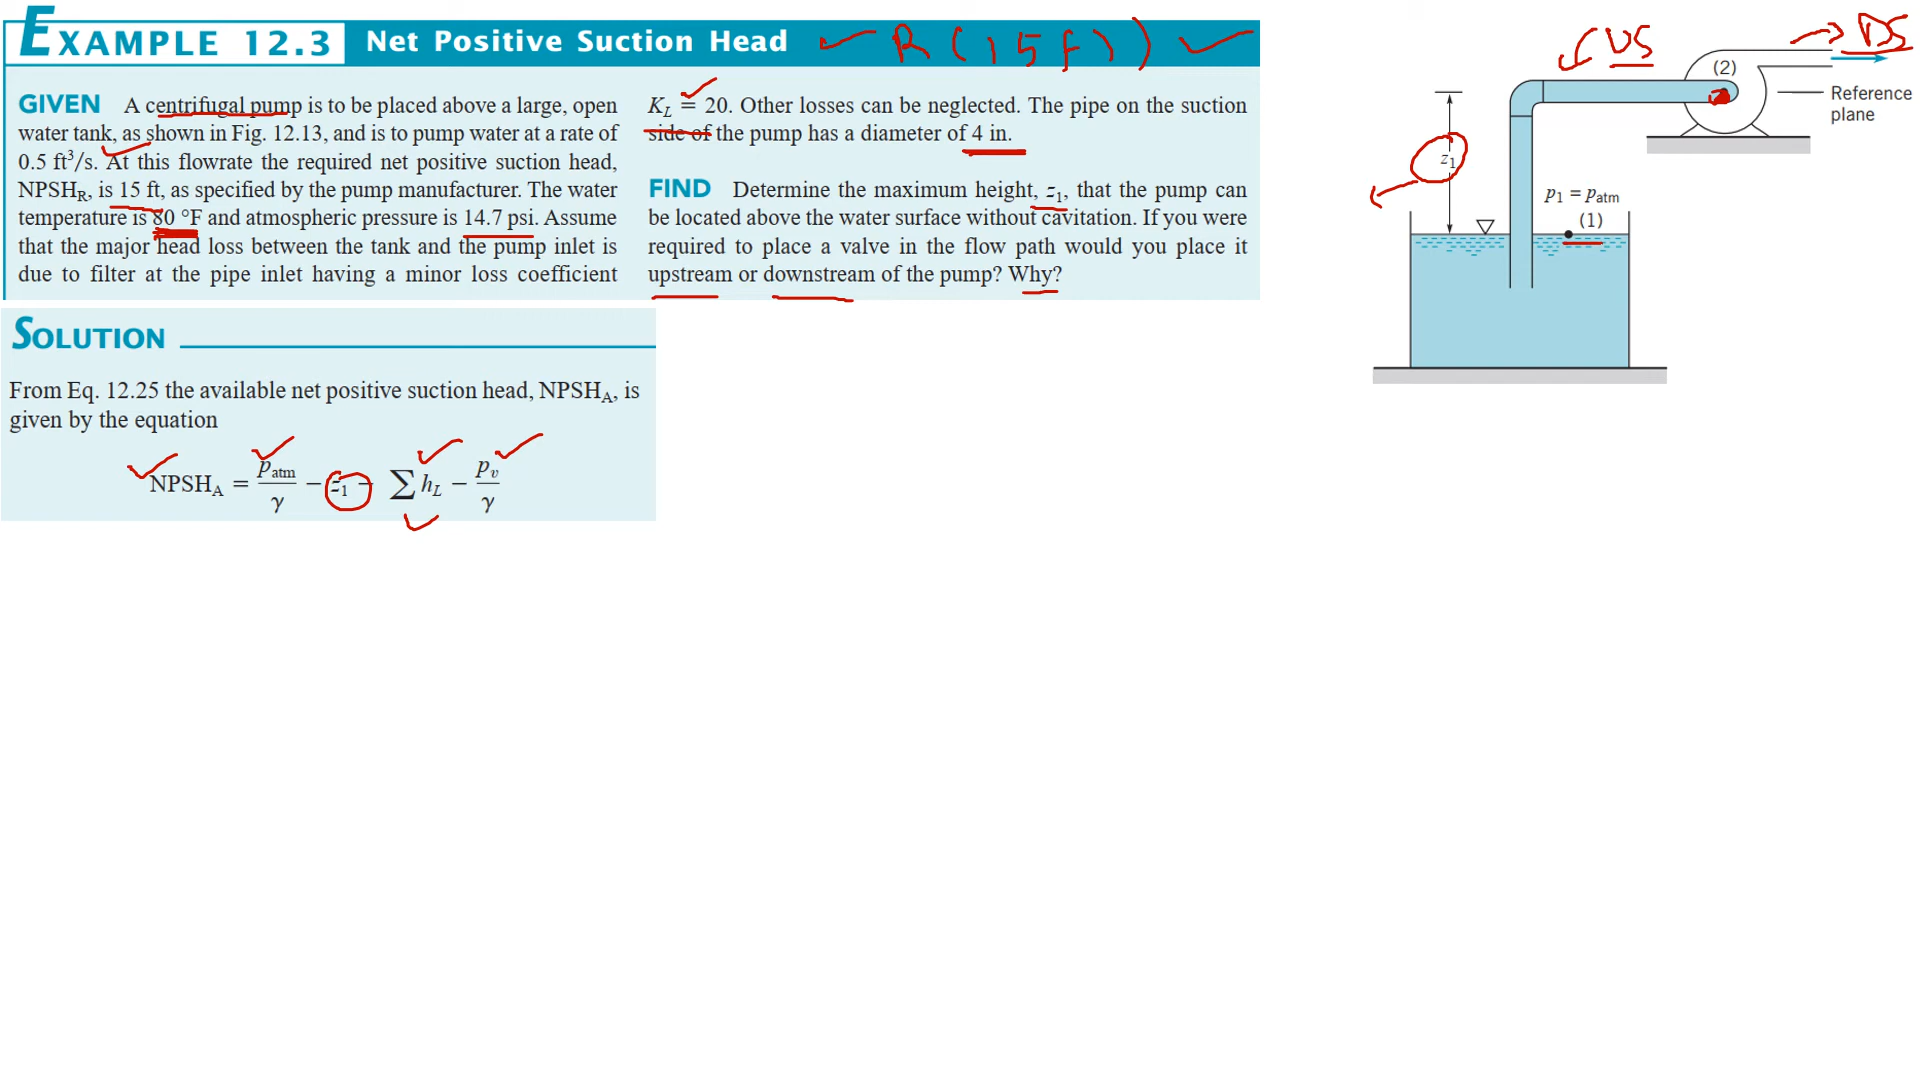 EXAMPLE 12.3 Net Positive Suction Head R (15ft)
GIVEN A centrifugal pump is to be placed above a large, open
water tank, as shown in Fig. 12.13, and is to pump water at a rate of
0.5 ft³/s. At this flowrate the required net positive suction head,
NPSH_R, is 15 ft, as specified by the pump manufacturer. The water
temperature is 80 °F and atmospheric pressure is 14.7 psi. Assume
that the major head loss between the tank and the pump inlet is
due to filter at the pipe inlet having a minor loss coefficient
K_L = 20. Other losses can be neglected. The pipe on the suction
side of the pump has a diameter of 4 in.
FIND Determine the maximum height, z₁, that the pump can
be located above the water surface without cavitation. If you were
required to place a valve in the flow path would you place it
upstream or downstream of the pump? Why?
US
DS
(2)
Reference
plane
z₁
p₁ = p_atm
(1)
SOLUTION
From Eq. 12.25 the available net positive suction head, NPSH_A, is
given by the equation
NPSH_A = p_atm/γ − z₁ − ∑ h_L − p_v/γ